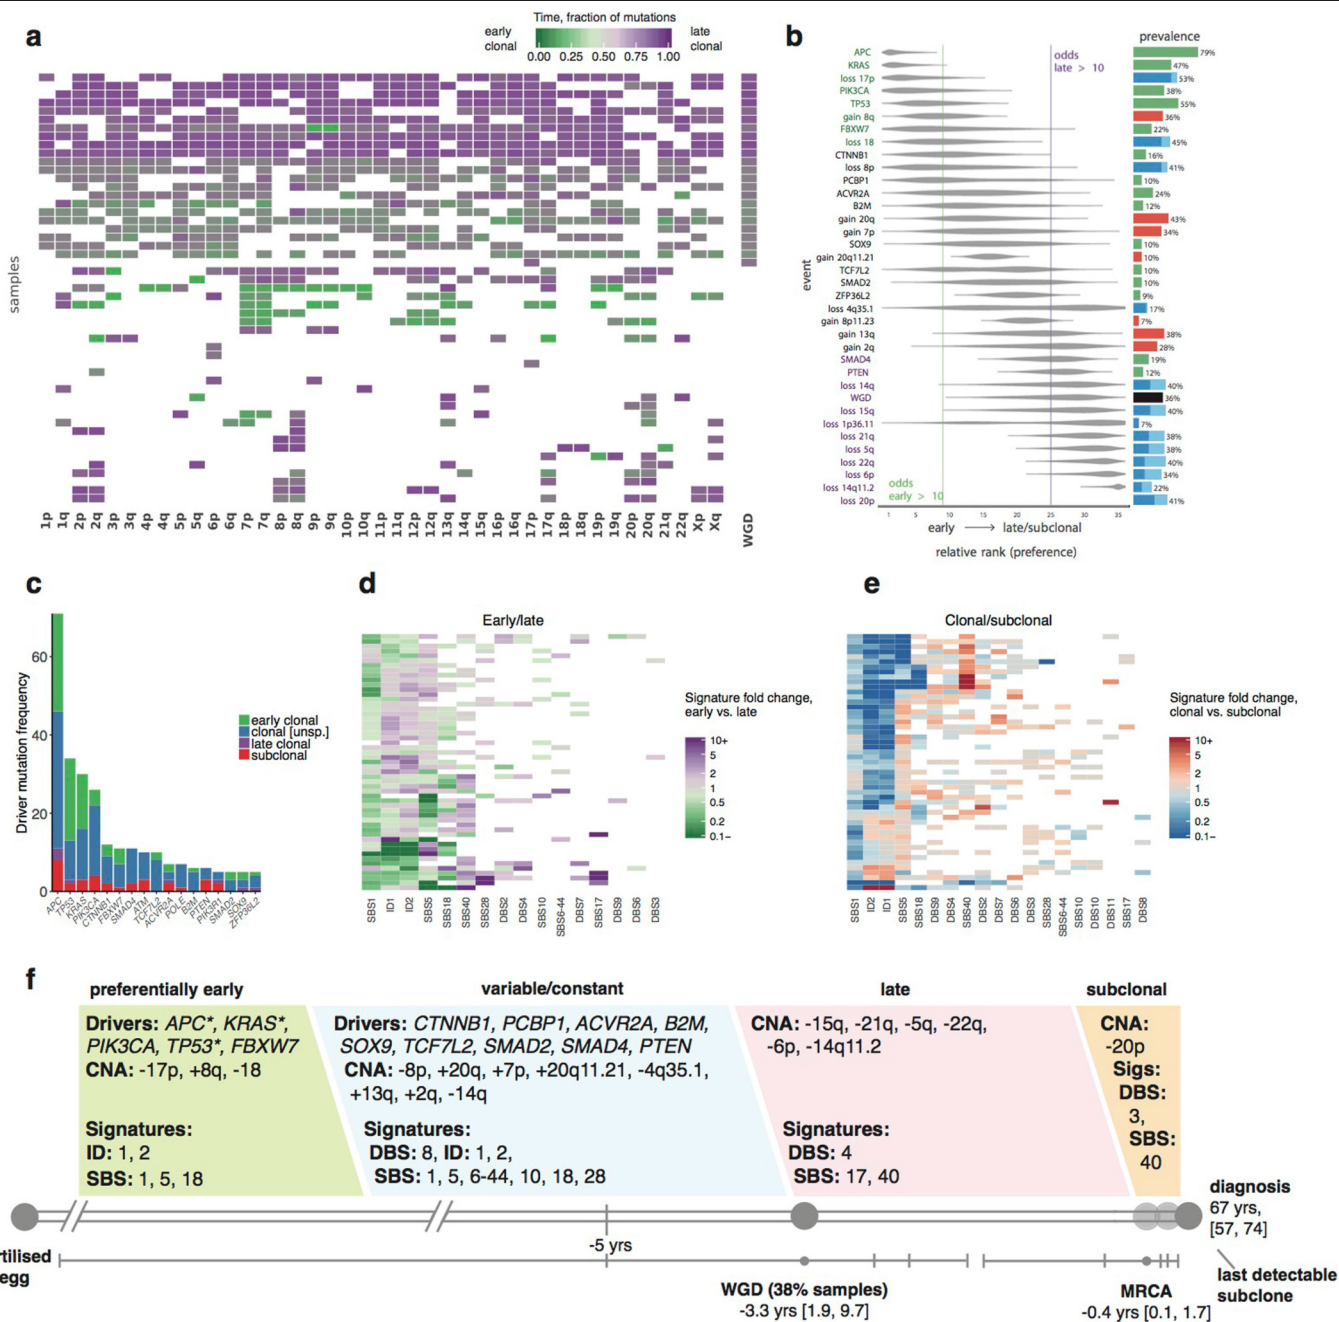 a
Time, fraction of mutations
early clonal
late clonal
0.00 0.25 0.50 0.75 1.00
samples
1p 1q 2p 2q 3p 3q 4p 4q 5p 5q 6p 6q 7p 7q 8p 8q 9p 9q 10p 10q 11p 11q 12p 12q 13q 14q 15q 16p 16q 17p 17q 18p 18q 19p 19q 20p 20q 21q 22q Xp Xq WGD
b
prevalence
odds
late > 10
APC 79%
KRAS 47%
loss 17p 53%
PIK3CA 38%
TP53 55%
gain 8q 36%
FBXW7 22%
loss 18 45%
CTNNB1 16%
loss 8p 41%
PCBP1 10%
ACVR2A 24%
B2M 12%
gain 20q 43%
gain 7p 34%
SOX9 10%
gain 20q11.21 10%
TCF7L2 10%
SMAD2 10%
ZFP36L2 9%
loss 4q35.1 17%
gain 8p11.23 7%
gain 13q 38%
gain 2q 28%
SMAD4 19%
PTEN 12%
loss 14q 40%
WGD 36%
loss 15q 40%
loss 1p36.11 7%
loss 21q 38%
loss 5q 38%
loss 22q 40%
loss 6p 34%
loss 14q11.2 22%
loss 20p 41%
event
odds
early > 10
1 5 10 15 20 25 30 35
early → late/subclonal
relative rank (preference)
c
Driver mutation frequency
60
40
20
0
early clonal
clonal [unsp.]
late clonal
subclonal
APC TP53 KRAS PIK3CA CTNNB1 FBXW7 SMAD4 ATM TCF7L2 ACVR2A POLE B2M PTEN PIK3R1 SMAD2 SOX9 ZFP36L2
d
Early/late
Signature fold change,
early vs. late
10+
5
2
1
0.5
0.2
0.1−
SBS1 ID1 ID2 SBS5 SBS18 SBS40 SBS28 DBS2 DBS4 SBS10 SBS6-44 DBS7 SBS17 DBS9 DBS6 DBS3
e
Clonal/subclonal
Signature fold change,
clonal vs. subclonal
10+
5
2
1
0.5
0.2
0.1−
SBS1 ID2 ID1 SBS5 SBS18 DBS9 DBS4 SBS40 DBS2 DBS7 DBS6 DBS3 SBS28 SBS6-44 SBS10 DBS10 DBS11 SBS17 DBS8
f
preferentially early
variable/constant
late
subclonal
Drivers: APC*, KRAS*,
PIK3CA, TP53*, FBXW7
CNA: -17p, +8q, -18
Signatures:
ID: 1, 2
SBS: 1, 5, 18
Drivers: CTNNB1, PCBP1, ACVR2A, B2M,
SOX9, TCF7L2, SMAD2, SMAD4, PTEN
CNA: -8p, +20q, +7p, +20q11.21, -4q35.1,
+13q, +2q, -14q
Signatures:
DBS: 8, ID: 1, 2,
SBS: 1, 5, 6-44, 10, 18, 28
CNA: -15q, -21q, -5q, -22q,
-6p, -14q11.2
Signatures:
DBS: 4
SBS: 17, 40
CNA:
-20p
Sigs:
DBS:
3,
SBS:
40
diagnosis
67 yrs,
[57, 74]
-5 yrs
rtilised
egg
WGD (38% samples)
-3.3 yrs [1.9, 9.7]
MRCA
-0.4 yrs [0.1, 1.7]
last detectable
subclone